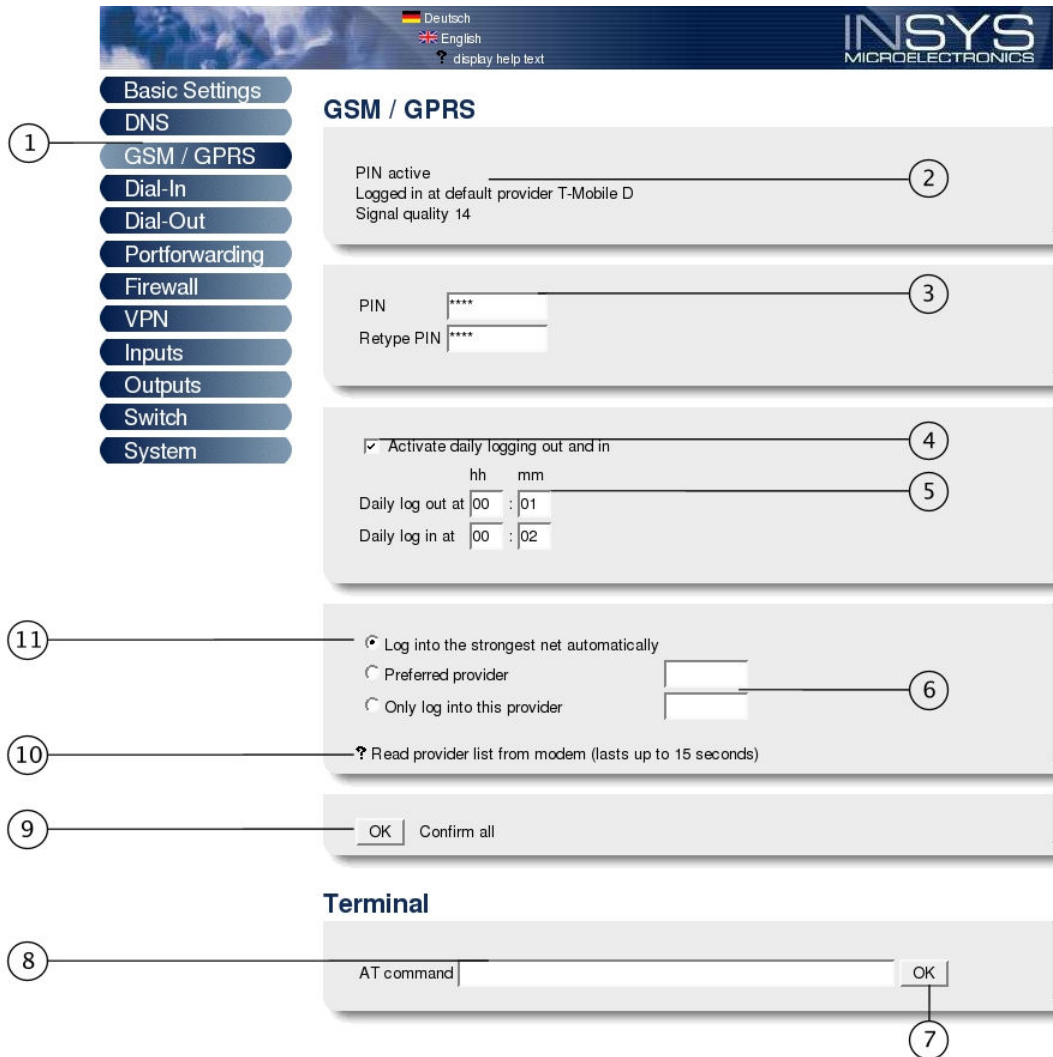 Deutsch
English
? display help text
INSYS
MICROELECTRONICS
Basic Settings
DNS
GSM / GPRS
Dial-In
Dial-Out
Portforwarding
Firewall
VPN
Inputs
Outputs
Switch
System
1
GSM / GPRS
PIN active
Logged in at default provider T-Mobile D
Signal quality 14
2
PIN ****
Retype PIN ****
3
Activate daily logging out and in
4
hh mm
Daily log out at 00 : 01
Daily log in at 00 : 02
5
11
Log into the strongest net automatically
Preferred provider
Only log into this provider
6
10
? Read provider list from modem (lasts up to 15 seconds)
9
OK Confirm all
Terminal
8
AT command OK
7